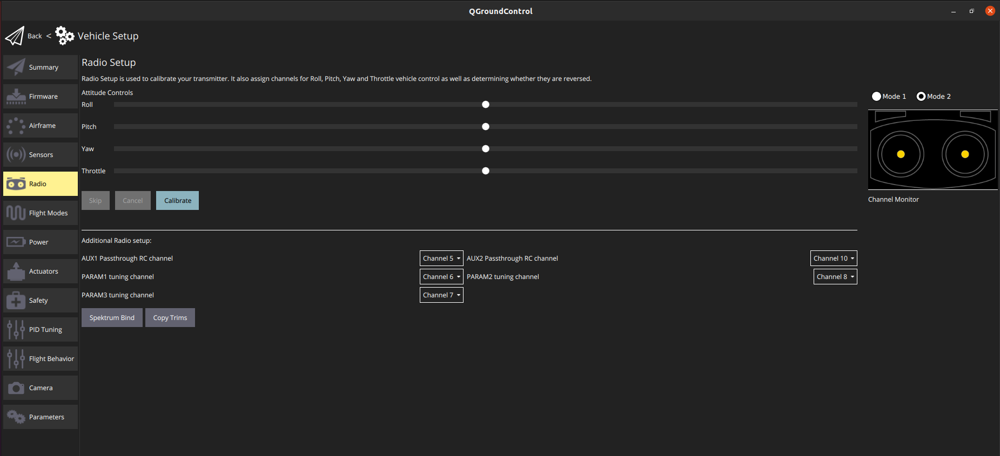 QGroundControl
Back < Vehicle Setup
Summary
Firmware
Airframe
Sensors
Radio
Flight Modes
Power
Actuators
Safety
PID Tuning
Flight Behavior
Camera
Parameters
Radio Setup
Radio Setup is used to calibrate your transmitter. It also assign channels for Roll, Pitch, Yaw and Throttle vehicle control as well as determining whether they are reversed.
Attitude Controls
Roll
Pitch
Yaw
Throttle
Skip Cancel Calibrate
Mode 1 Mode 2
Channel Monitor
Additional Radio setup:
AUX1 Passthrough RC channel Channel 5 AUX2 Passthrough RC channel Channel 10
PARAM1 tuning channel Channel 6 PARAM2 tuning channel Channel 8
PARAM3 tuning channel Channel 7
Spektrum Bind Copy Trims